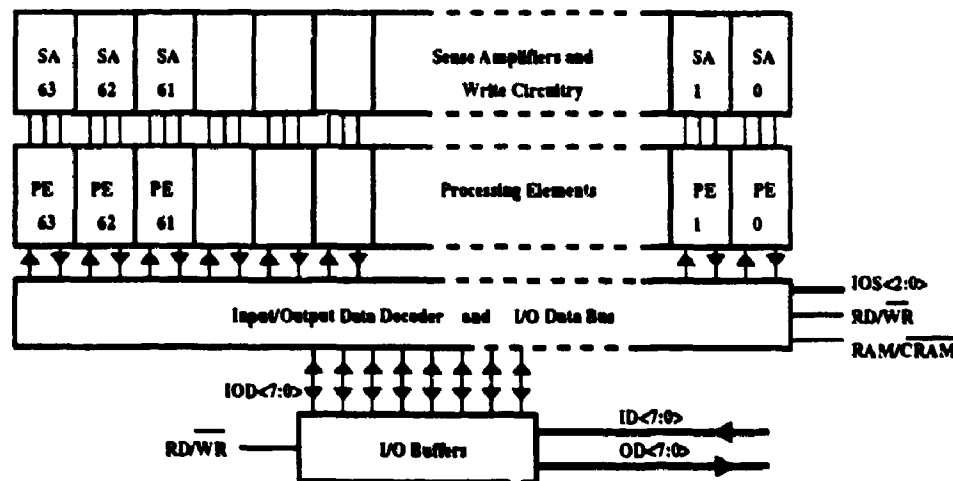 SA SA SA Sense Amplifiers and SA SA
63 62 61 Write Circuitry 1 0
PE PE PE Processing Elements PE PE
63 62 61 1 0
IOS<2:0>
Input/Output Data Decoder and I/O Data Bus RD/WR
RAM/CRAM
IOD<7:0>
ID<7:0>
RD/WR I/O Buffers
OD<7:0>